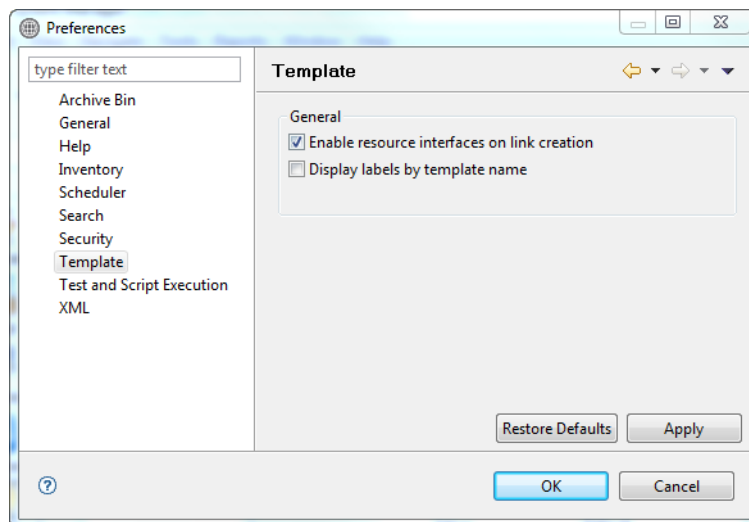 Preferences
type filter text
Archive Bin
General
Help
Inventory
Scheduler
Search
Security
Template
Test and Script Execution
XML
Template
General
Enable resource interfaces on link creation
Display labels by template name
Restore Defaults
Apply
OK
Cancel